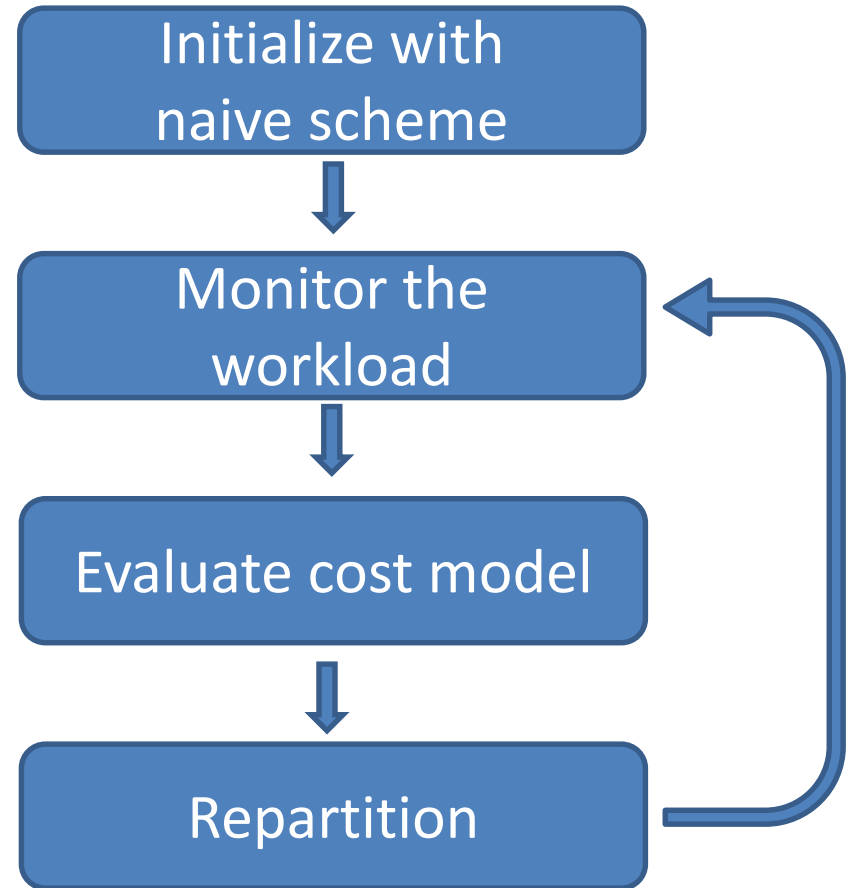 Initialize with
naive scheme
Monitor the
workload
Evaluate cost model
Repartition